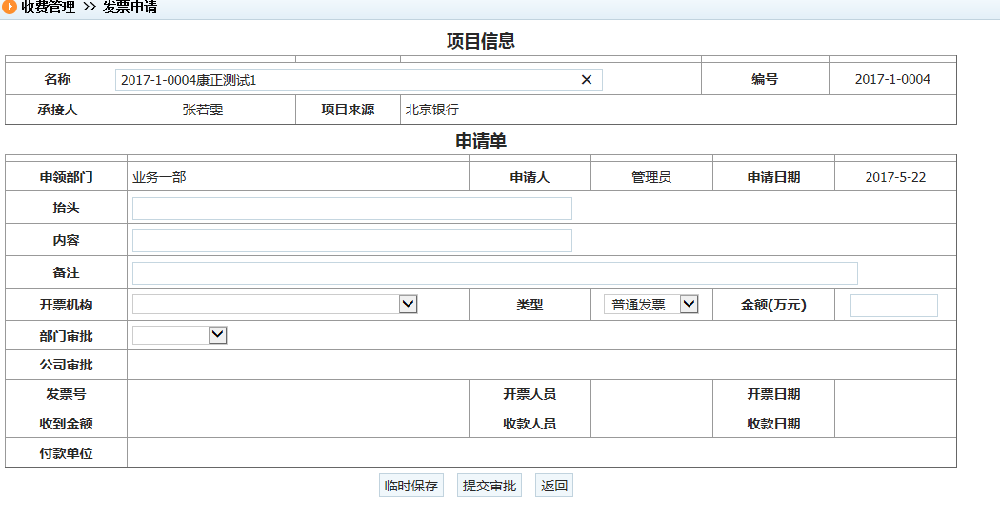 收费管理 >> 发票申请
项目信息
名称 2017-1-0004康正测试1 编号 2017-1-0004
承接人 张若雯 项目来源 北京银行
申请单
申领部门 业务一部 申请人 管理员 申请日期 2017-5-22
抬头
内容
备注
开票机构 类型 普通发票 金额(万元)
部门审批
公司审批
发票号 开票人员 开票日期
收到金额 收款人员 收款日期
付款单位
临时保存 提交审批 返回